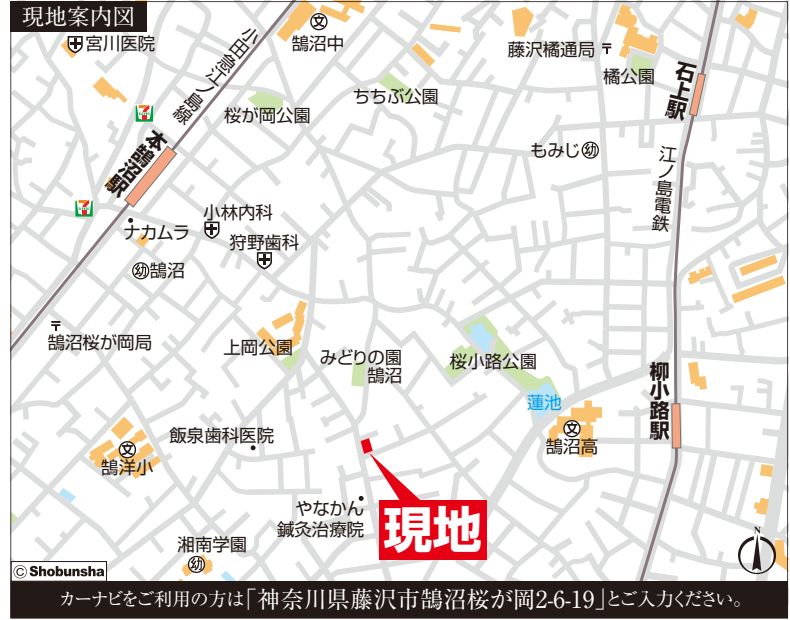 現地案内図
宮川医院
小田急江ノ島線
文
鵠沼中
藤沢橘通局
橘公園
石上駅
ちちぶ公園
桜が岡公園
もみじ幼
本鵠沼駅
江ノ島電鉄
小林内科
ナカムラ
狩野歯科
幼鵠沼
鵠沼桜が岡局
上岡公園
みどりの園
鵠沼
桜小路公園
柳小路駅
蓮池
文
鵠沼高
飯泉歯科医院
文
鵠洋小
やなかん
鍼灸治療院
現地
湘南学園
幼
N
© Shobunsha
カーナビをご利用の方は「神奈川県藤沢市鵠沼桜が岡2-6-19」とご入力ください。